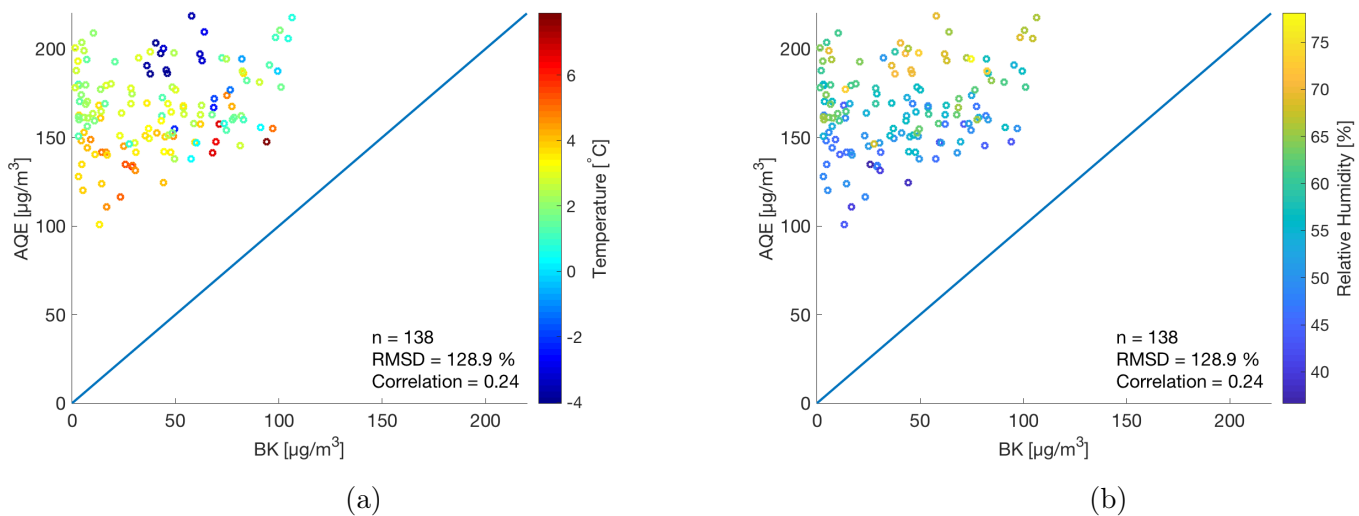 200
150
100
50
0
AQE [µg/m³]
0
50
100
150
200
BK [µg/m³]
n = 138
RMSD = 128.9 %
Correlation = 0.24
6
4
2
0
-2
-4
Temperature [°C]
(a)
200
150
100
50
0
AQE [µg/m³]
0
50
100
150
200
BK [µg/m³]
n = 138
RMSD = 128.9 %
Correlation = 0.24
75
70
65
60
55
50
45
40
Relative Humidity [%]
(b)